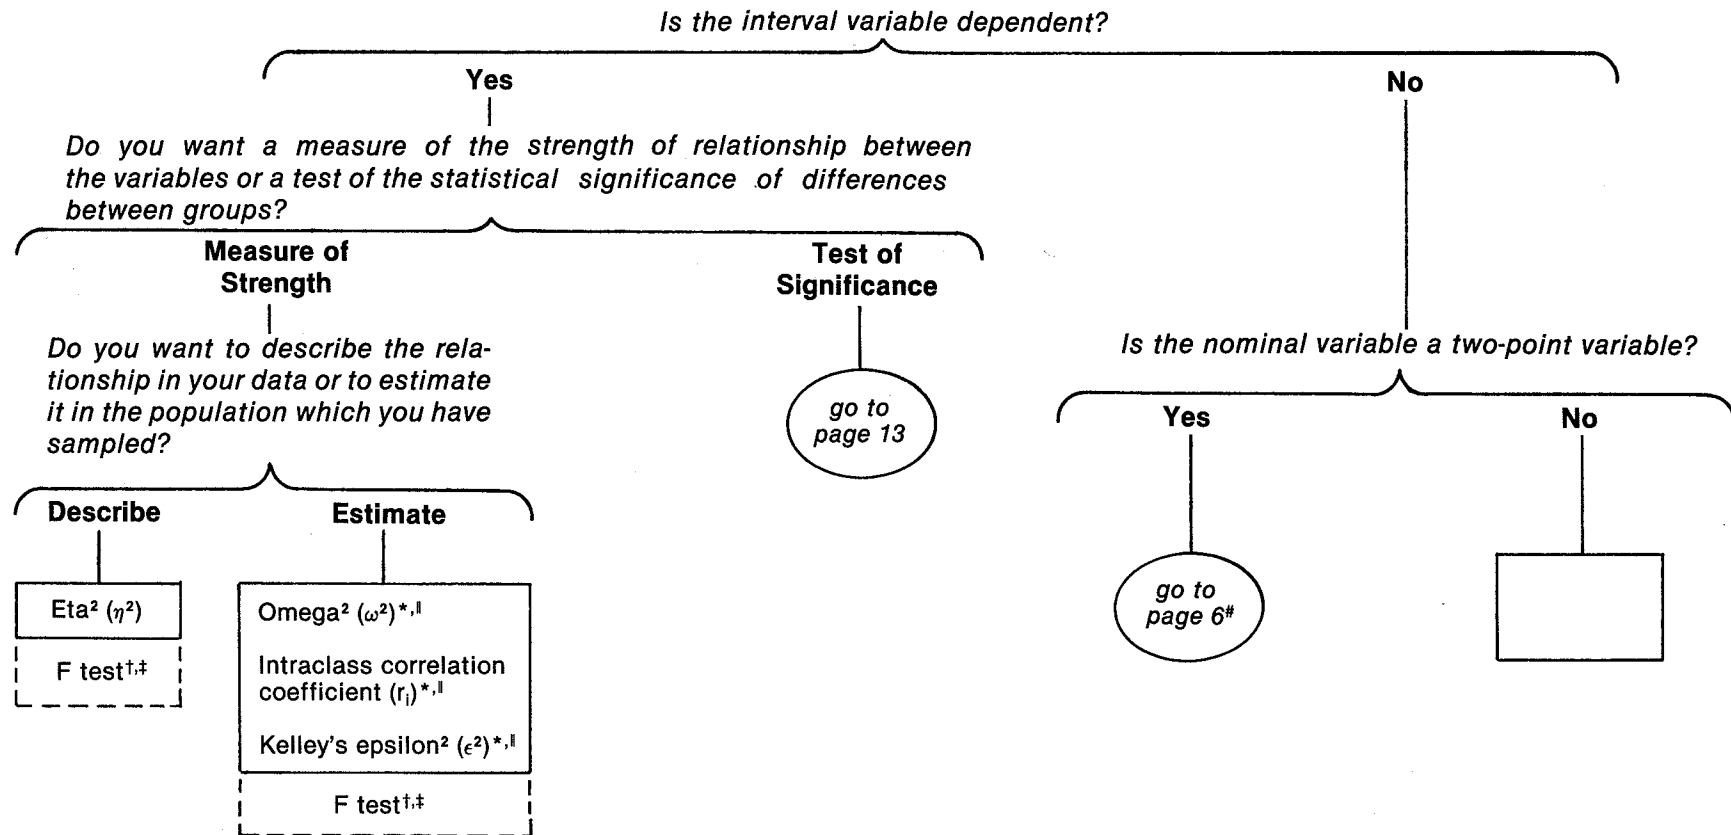 Is the interval variable dependent?
Yes
No
Do you want a measure of the strength of relationship between
the variables or a test of the statistical significance of differences
between groups?
Measure of
Strength
Test of
Significance
Do you want to describe the rela-
tionship in your data or to estimate
it in the population which you have
sampled?
go to
page 13
Is the nominal variable a two-point variable?
Yes
No
Describe
Estimate
go to
page 6#
Eta² (η²)
F test†,‡
Omega² (ω²)*,‖
Intraclass correlation
coefficient (rᵢ)*,‖
Kelley's epsilon² (ϵ²)*,‖
F test†,‡